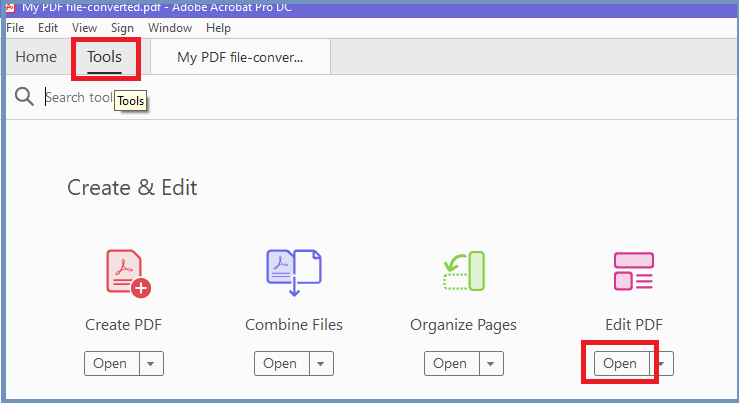 My PDF file-converted.pdf - Adobe Acrobat Pro DC
File Edit View Sign Window Help
Home Tools My PDF file-conver...
Search tool
Tools
Create & Edit
Create PDF Combine Files Organize Pages Edit PDF
Open Open Open Open